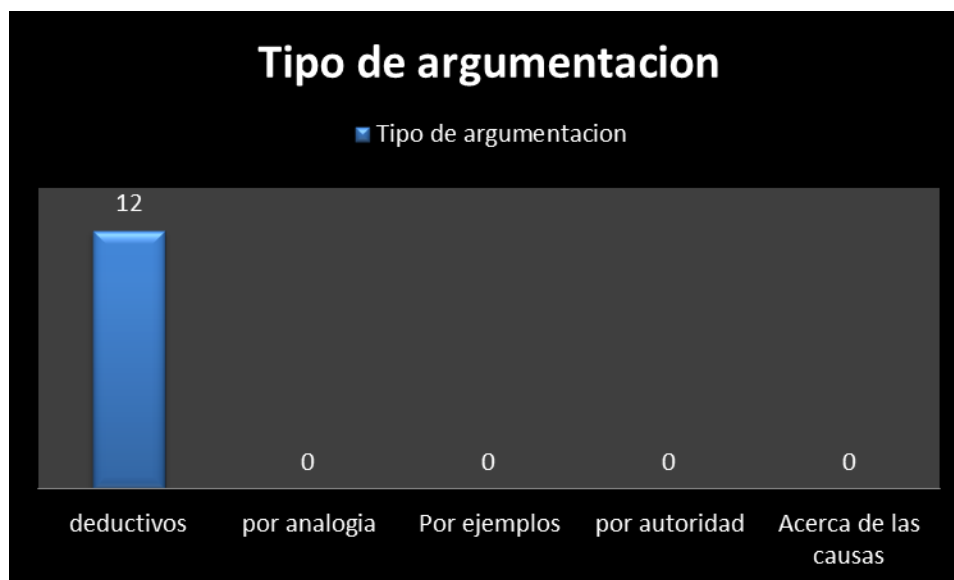 Tipo de argumentacion
Tipo de argumentacion
12
0
0
0
0
deductivos
por analogia
Por ejemplos
por autoridad
Acerca de las
causas